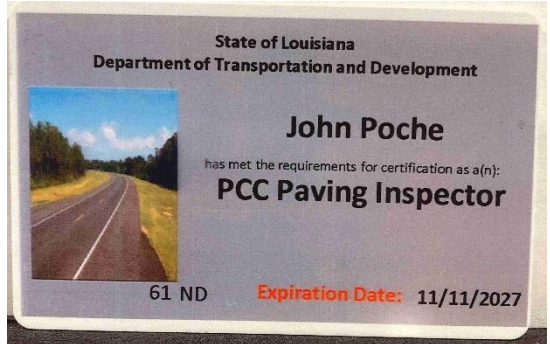 State of Louisiana
Department of Transportation and Development
John Poche
has met the requirements for certification as a(n):
PCC Paving Inspector
61 ND
Expiration Date: 11/11/2027